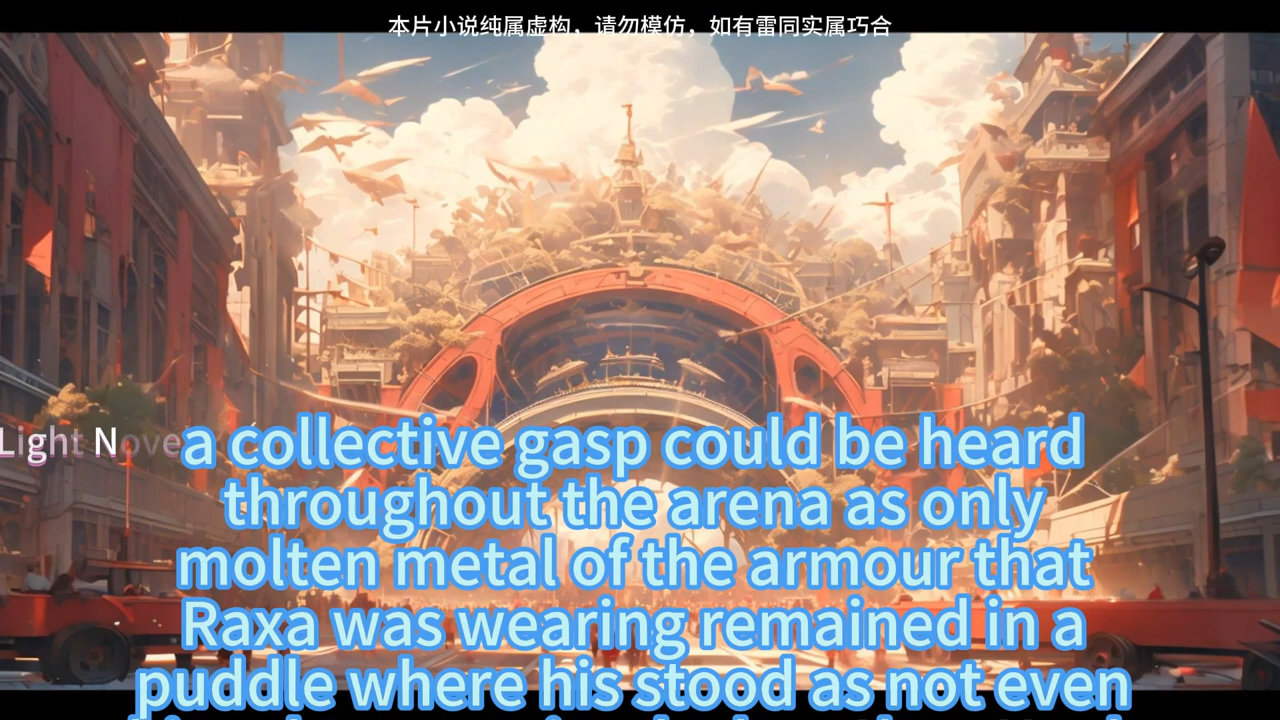 本片小说纯属虚构，请勿模仿，如有雷同实属巧合
Light Nove
a collective gasp could be heard
throughout the arena as only
molten metal of the armour that
Raxa was wearing remained in a
puddle where his stood as not even